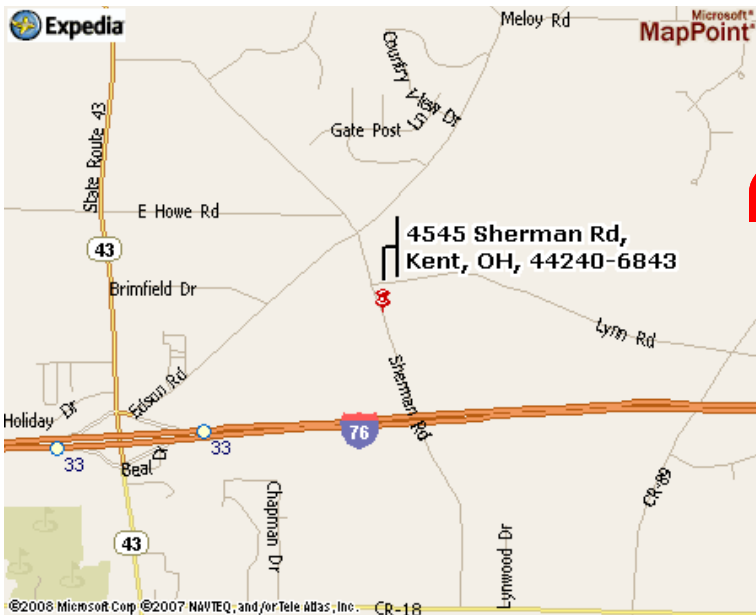 Expedia
Microsoft®
MapPoint®
Meloy Rd
Country View Dr
Gate Post Ln
State Route 43
E Howe Rd
43
4545 Sherman Rd,
Kent, OH, 44240-6843
Brimfield Dr
Lynn Rd
Sherman Rd
Edson Rd
Holiday Dr
76
33
33
Beal Dr
Chapman Dr
CR-89
43
Lynwood Dr
©2008 Microsoft Corp ©2007 NAVTEQ, and/or Tele Atlas, Inc.
CR-18